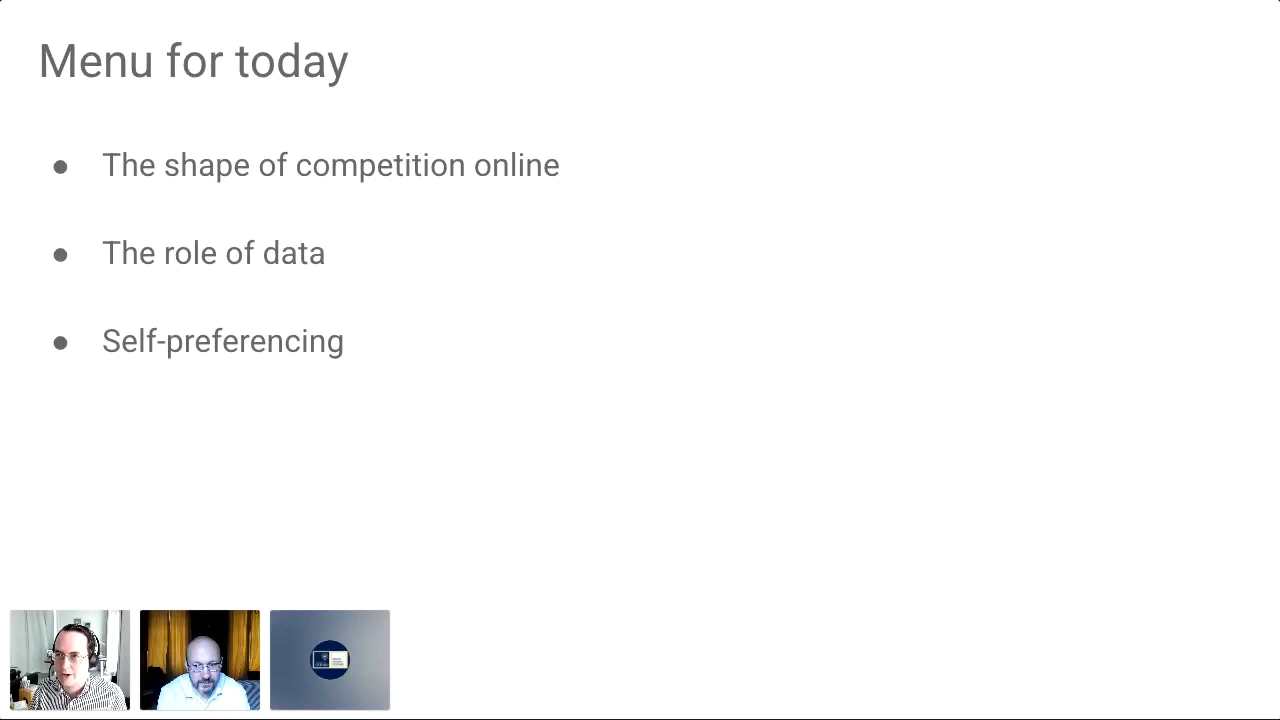 Menu for today
● The shape of competition online
● The role of data
● Self-preferencing